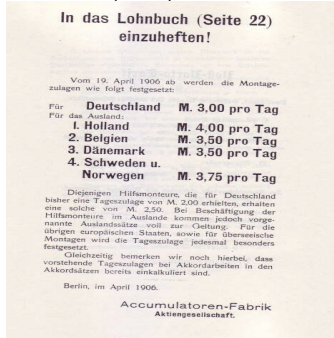 In das Lohnbuch (Seite 22)
einzuheften!
Vom 19. April 1906 ab werden die Montage-
zulagen wie folgt festgesetzt:
Für Deutschland M. 3,00 pro Tag
Für das Ausland:
1. Holland M. 4,00 pro Tag
2. Belgien M. 3,50 pro Tag
3. Dänemark M. 3,50 pro Tag
4. Schweden u.
Norwegen M. 3,75 pro Tag
Diejenigen Hilfsmonteure, die für Deutschland
bisher eine Tageszulage von M. 2,00 erhielten, erhalten
eine solche von M. 2,50. Bei Beschäftigung der
Hilfsmonteure im Auslande kommen jedoch vorge-
nannte Auslandssätze voll zur Geltung. Für die
übrigen europäischen Staaten, sowie für überseeische
Montagen wird die Tageszulage jedesmal besonders
festgesetzt.
Gleichzeitig bemerken wir noch hierbei, dass
vorstehende Tageszulagen bei Akkordarbeiten in den
Akkordsätzen bereits einkalkuliert sind.
Berlin, im April 1906.
Accumulatoren-Fabrik
Aktiengesellschaft.